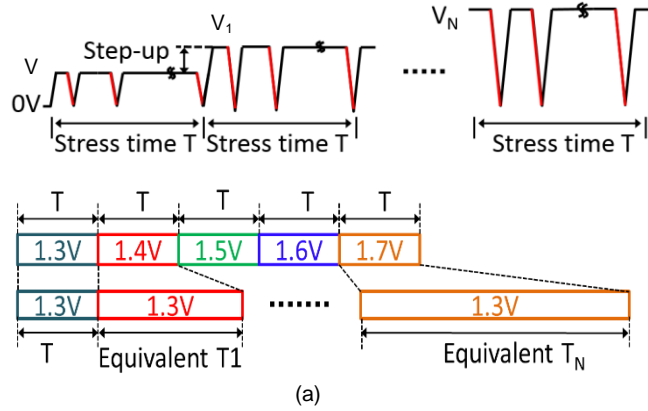 V₁
V_N
V
Step-up
0V
Stress time T
Stress time T
Stress time T
T T T T T
1.3V 1.4V 1.5V 1.6V 1.7V
1.3V 1.3V 1.3V
T Equivalent T1 Equivalent T_N
(a)